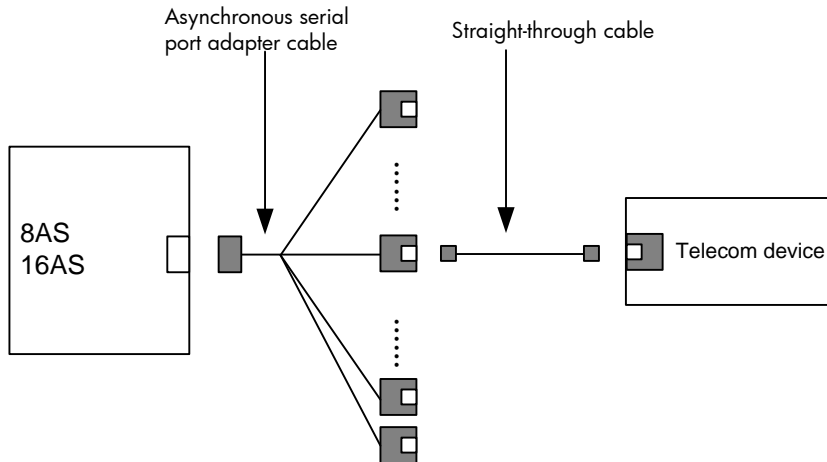 Asynchronous serial
port adapter cable
Straight-through cable
8AS
16AS
Telecom device